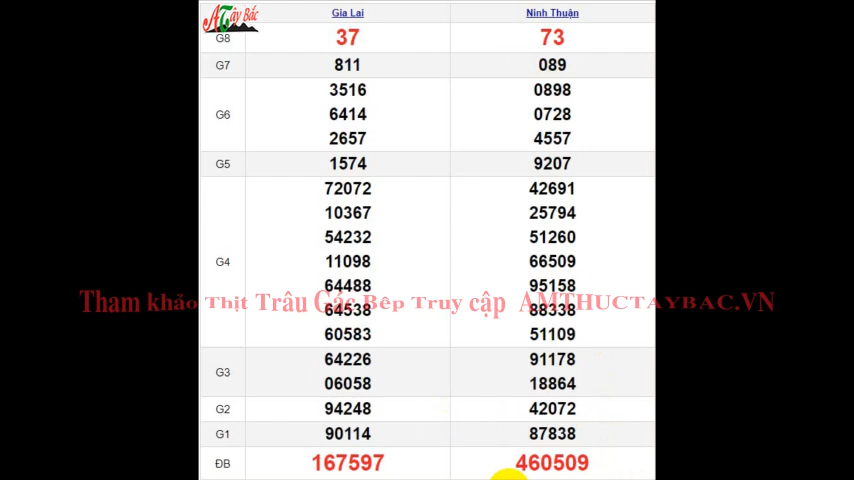 ATây Bắc
Gia Lai Ninh Thuận
G8 37 73
G7 811 089
3516 0898
G6 6414 0728
2657 4557
G5 1574 9207
72072 42691
10367 25794
54232 51260
G4 11098 66509
64488 95158
Tham khảo Thịt Trâu Gác Bếp Truy cập AMTHUCTAYBAC.VN
64538 88338
60583 51109
64226 91178
G3
06058 18864
G2 94248 42072
G1 90114 87838
ĐB 167597 460509